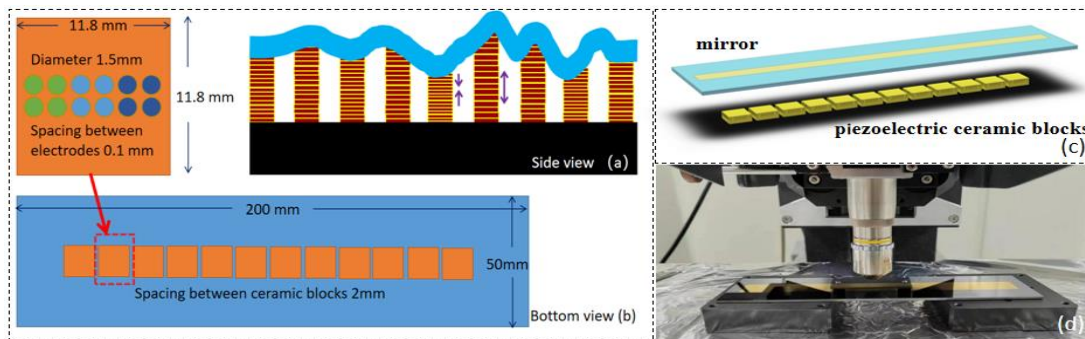 11.8 mm
Diameter 1.5mm
11.8 mm
Spacing between
electrodes 0.1 mm
Side view (a)
200 mm
50mm
Spacing between ceramic blocks 2mm
Bottom view (b)
mirror
piezoelectric ceramic blocks
(c)
(d)